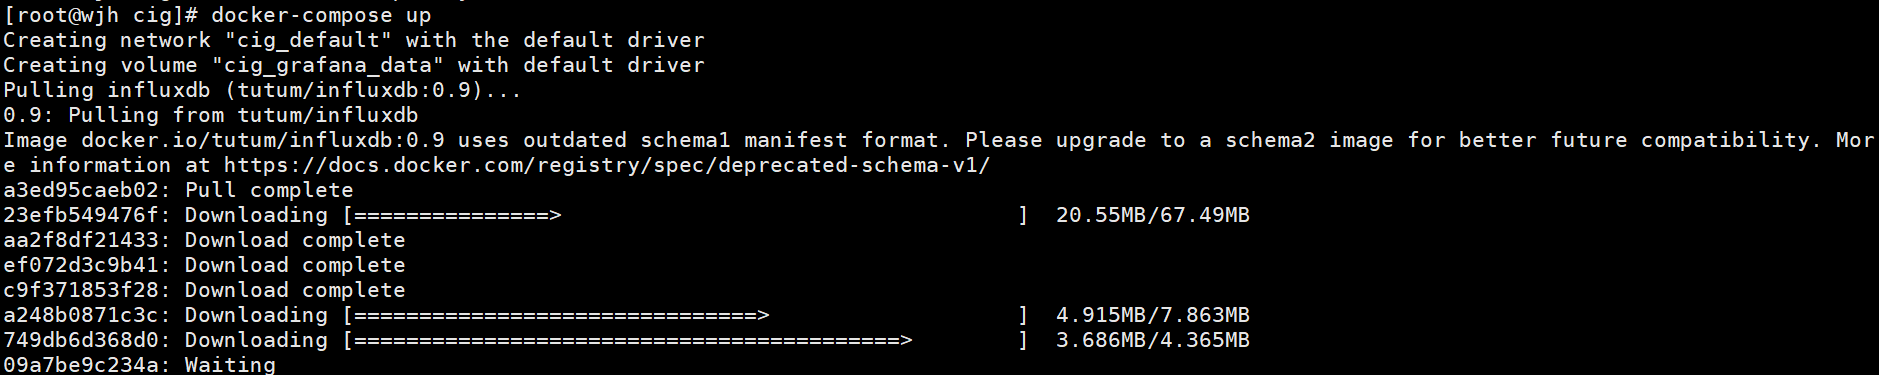 [root@wjh cig]# docker-compose up
Creating network "cig_default" with the default driver
Creating volume "cig_grafana_data" with default driver
Pulling influxdb (tutum/influxdb:0.9)...
0.9: Pulling from tutum/influxdb
Image docker.io/tutum/influxdb:0.9 uses outdated schema1 manifest format. Please upgrade to a schema2 image for better future compatibility. Mor
e information at https://docs.docker.com/registry/spec/deprecated-schema-v1/
a3ed95caeb02: Pull complete
23efb549476f: Downloading [===============>                                   ]  20.55MB/67.49MB
aa2f8df21433: Download complete
ef072d3c9b41: Download complete
c9f371853f28: Download complete
a248b0871c3c: Downloading [===============================>                   ]  4.915MB/7.863MB
749db6d368d0: Downloading [==========================================>        ]  3.686MB/4.365MB
09a7be9c234a: Waiting